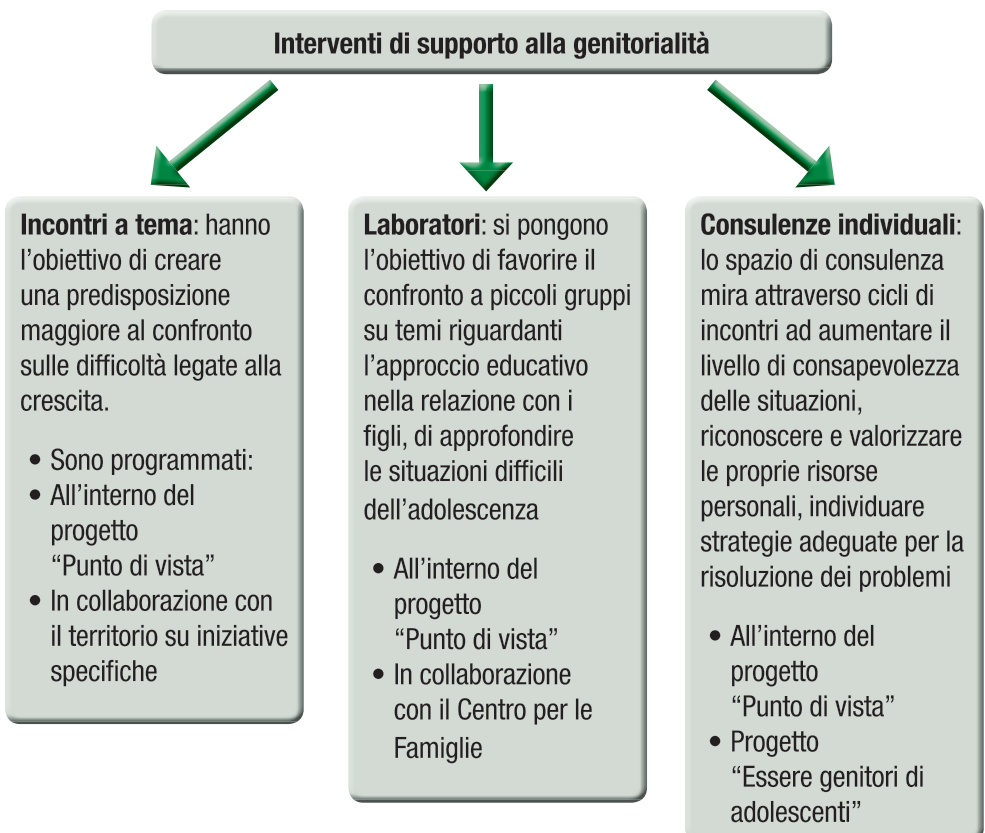 Interventi di supporto alla genitorialità
Incontri a tema: hanno
l’obiettivo di creare
una predisposizione
maggiore al confronto
sulle difficoltà legate alla
crescita.
• Sono programmati:
• All’interno del
progetto
“Punto di vista”
• In collaborazione con
il territorio su iniziative
specifiche
Laboratori: si pongono
l’obiettivo di favorire il
confronto a piccoli gruppi
su temi riguardanti
l’approccio educativo
nella relazione con i
figli, di approfondire
le situazioni difficili
dell’adolescenza
• All’interno del
progetto
“Punto di vista”
• In collaborazione
con il Centro per le
Famiglie
Consulenze individuali:
lo spazio di consulenza
mira attraverso cicli di
incontri ad aumentare il
livello di consapevolezza
delle situazioni,
riconoscere e valorizzare
le proprie risorse
personali, individuare
strategie adeguate per la
risoluzione dei problemi
• All’interno del
progetto
“Punto di vista”
• Progetto
“Essere genitori di
adolescenti”